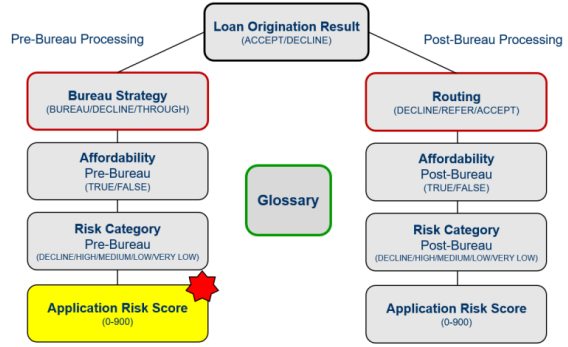 Loan Origination Result
(ACCEPT/DECLINE)
Pre-Bureau Processing
Post-Bureau Processing
Bureau Strategy
(BUREAU/DECLINE/THROUGH)
Affordability
Pre-Bureau
(TRUE/FALSE)
Risk Category
Pre-Bureau
(DECLINE/HIGH/MEDIUM/LOW/VERY LOW)
Application Risk Score
(0-900)
Glossary
Routing
(DECLINE/REFER/ACCEPT)
Affordability
Post-Bureau
(TRUE/FALSE)
Risk Category
Post-Bureau
(DECLINE/HIGH/MEDIUM/LOW/VERY LOW)
Application Risk Score
(0-900)